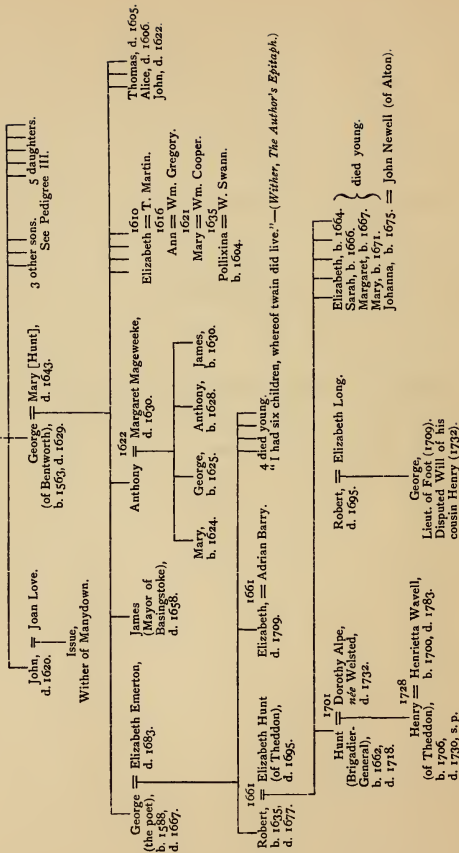 3 other sons. 5 daughters.
See Pedigree III.
John, = Joan Love.
d. 1620.
Issue,
Wither of Manydown.
George = Mary [Hunt],
(of Bentworth), d. 1643.
b. 1563, d. 1629.
George = Elizabeth Emerton,
(the poet), d. 1683.
b. 1588,
d. 1667.
James
(Mayor of
Basingstoke),
d. 1658.
1622
Anthony = Margaret Mageweeke,
d. 1630.
1610
Elizabeth = T. Martin.
1616
Ann = Wm. Gregory.
1621
Mary = Wm. Cooper.
1635
Pollixina = W. Swann.
b. 1604.
Thomas, d. 1605.
Alice, d. 1606.
John, d. 1622.
Mary,
b. 1624.
George,
b. 1625.
Anthony,
b. 1628.
James,
b. 1630.
1661
Robert, = Elizabeth Hunt
b. 1635, (of Theddon),
d. 1677. d. 1695.
1661
Elizabeth, = Adrian Barry.
d. 1709.
4 died young.
"I had six children, whereof twain did live."—(Wither, The Author's Epitaph.)
1701
Hunt = Dorothy Alpe,
(Brigadier- née Welsted,
General), d. 1732.
b. 1662,
d. 1718.
Robert, = Elizabeth Long.
d. 1695.
Elizabeth, b. 1664.
Sarah, b. 1666.
Margaret, b. 1667.
Mary, b. 1671.
} died young.
Johanna, b. 1675. = John Newell (of Alton).
1728
Henry = Henrietta Wavell,
(of Theddon), b. 1700, d. 1783.
b. 1706,
d. 1730, s. p.
George,
Lieut. of Foot (1709).
Disputed Will of his
cousin Henry (1732).